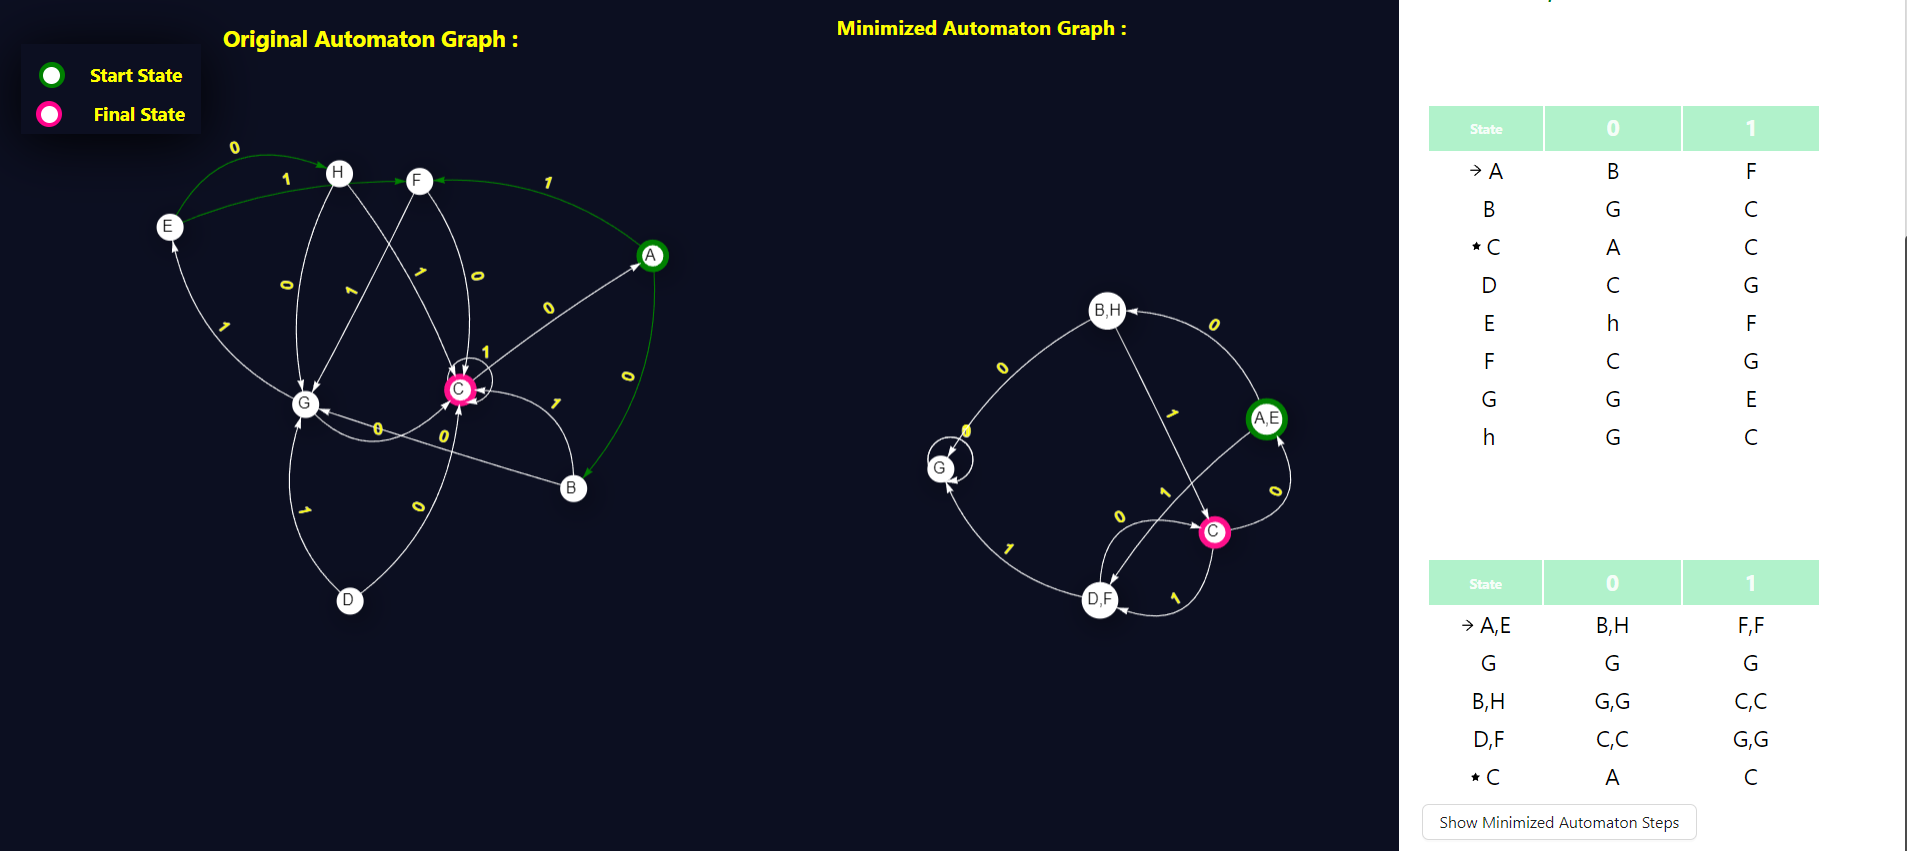 Original Automaton Graph :
Start State
Final State
0
1
H
F
1
E
A
0
1
1
0
0
1
1
C
0
G
0
0
1
B
1
0
D
Minimized Automaton Graph :
B,H
0
0
1
A,E
0
G
1
0
0
C
1
D,F
1
State 0 1
→ A B F
B G C
★ C A C
D C G
E h F
F C G
G G E
h G C
State 0 1
→ A,E B,H F,F
G G G
B,H G,G C,C
D,F C,C G,G
★ C A C
Show Minimized Automaton Steps